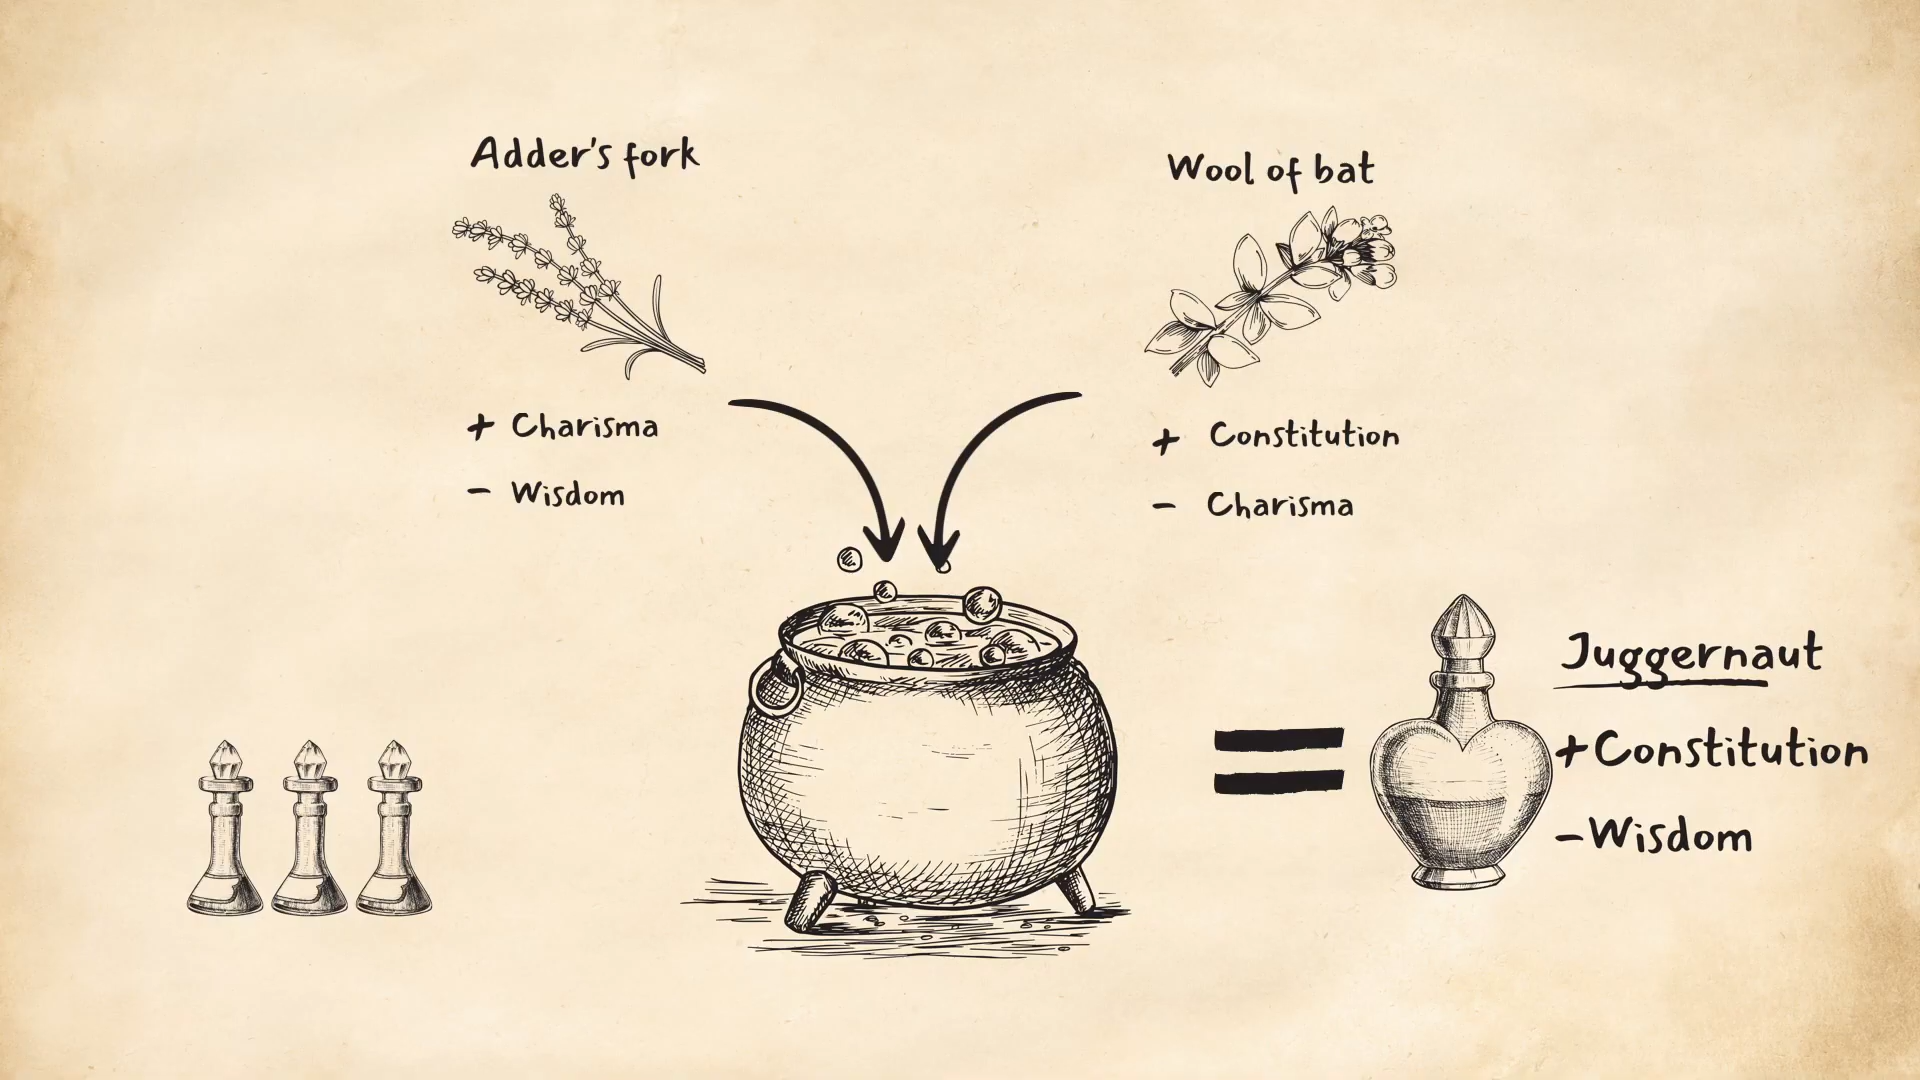 Adder's fork
+ Charisma
- Wisdom
Wool of bat
+ Constitution
- Charisma
Juggernaut
+Constitution
-Wisdom